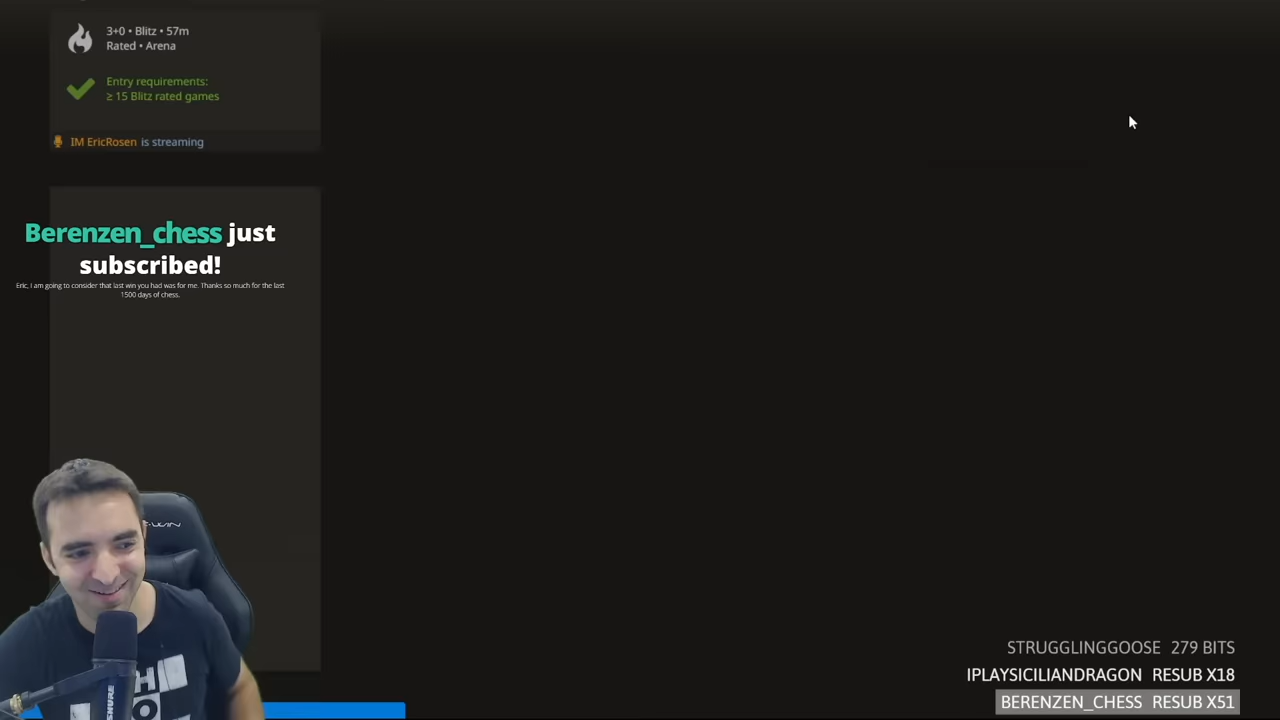 3+0 • Blitz • 57m
Rated • Arena
Entry requirements:
≥ 15 Blitz rated games
IM EricRosen is streaming
Berenzen_chess just
subscribed!
Eric, I am going to consider that last win you had was for me. Thanks so much for the last
1500 days of chess.
SHURE
STRUGGLINGGOOSE 279 BITS
IPLAYSICILIANDRAGON RESUB X18
BERENZEN_CHESS RESUB X51